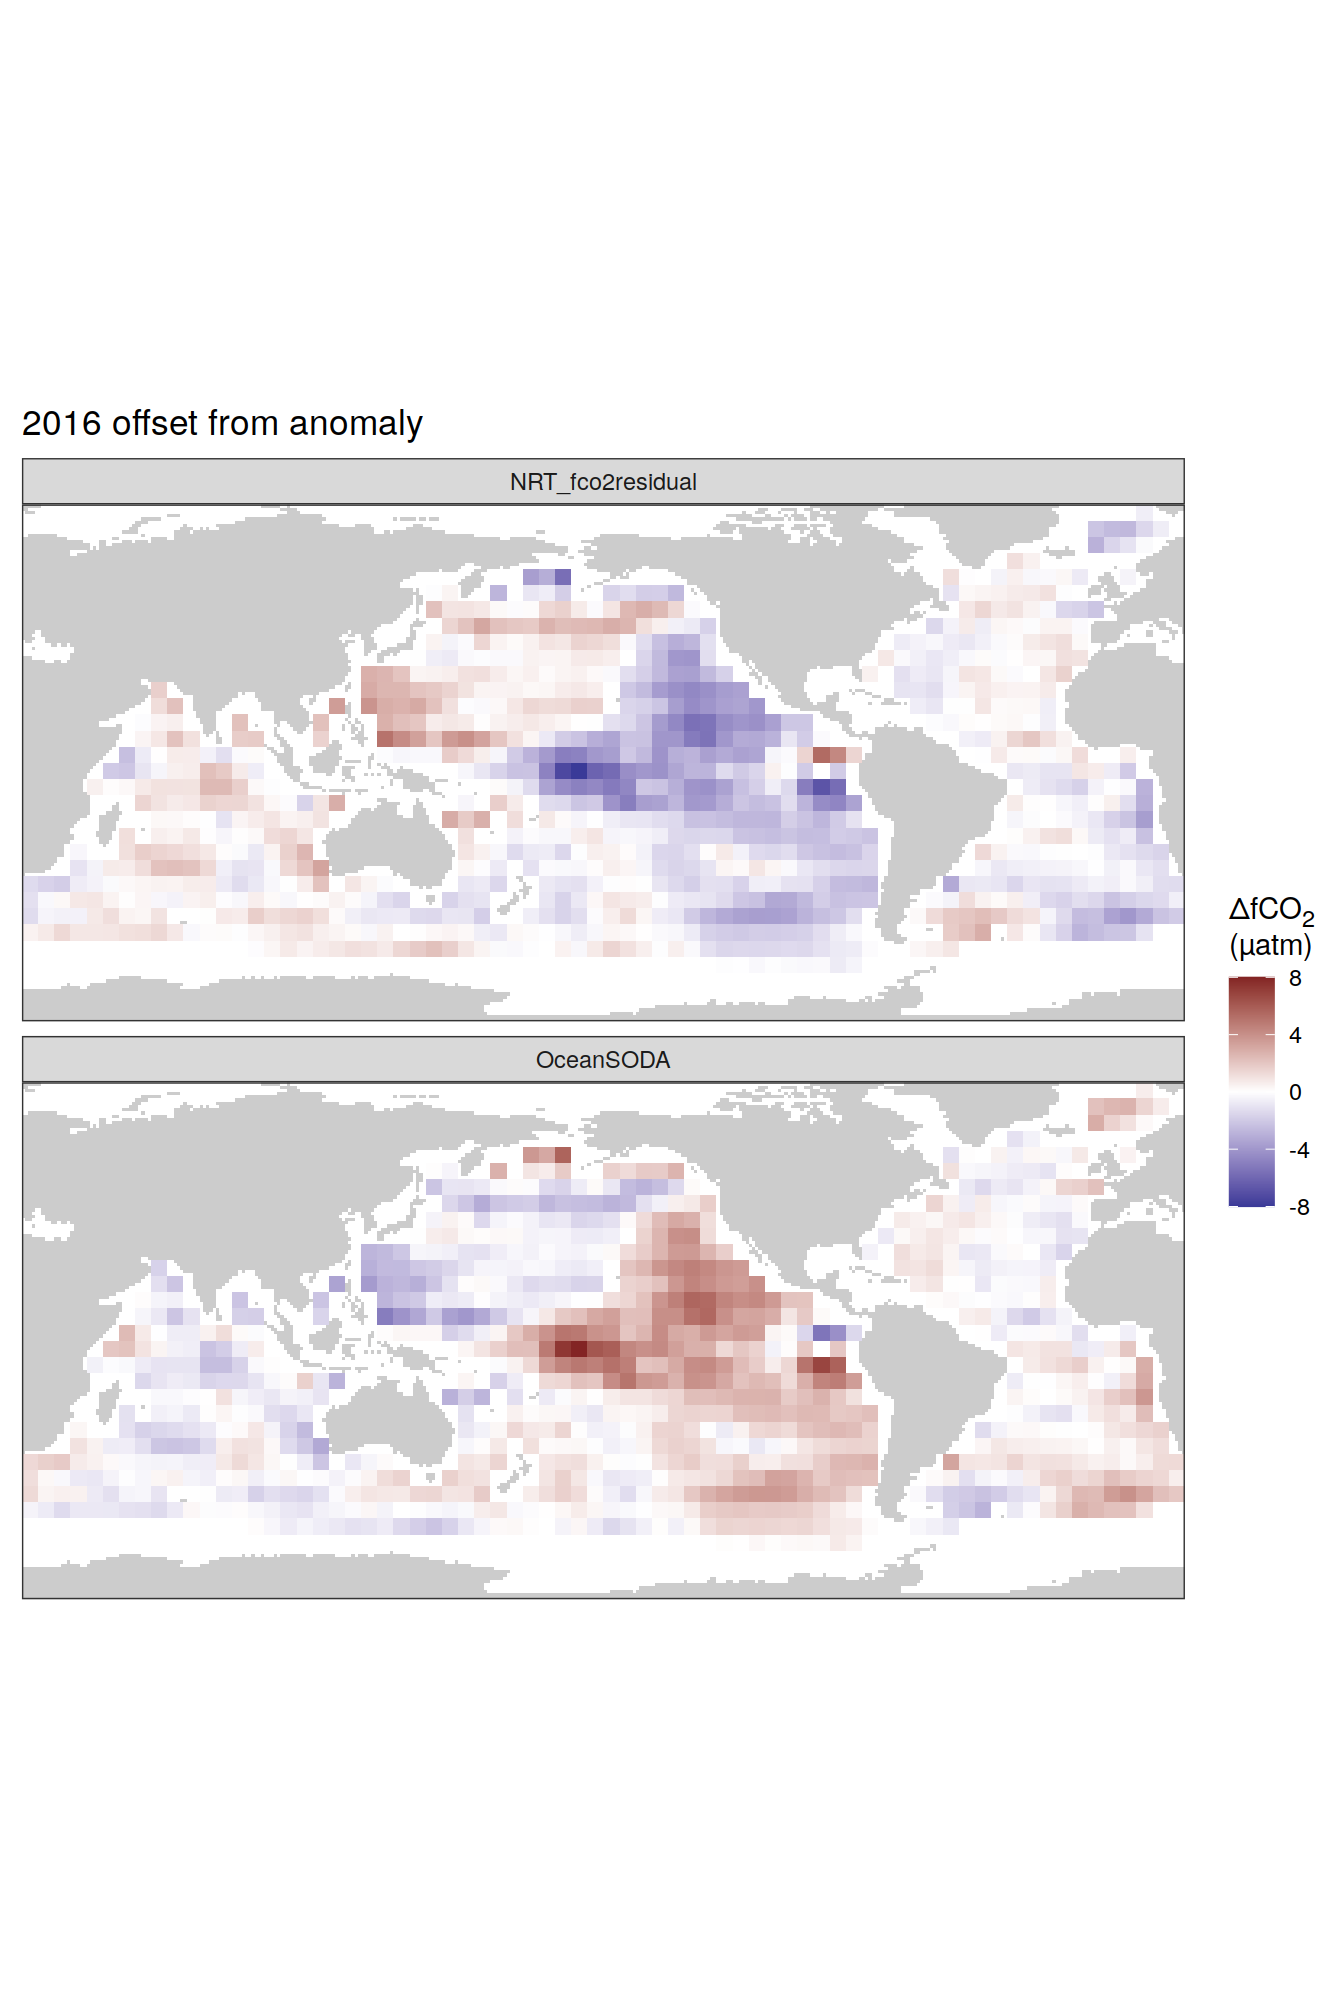 2016 offset from anomaly
NRT_fco2residual
OceanSODA
ΔfCO₂
(µatm)
8
4
0
-4
-8